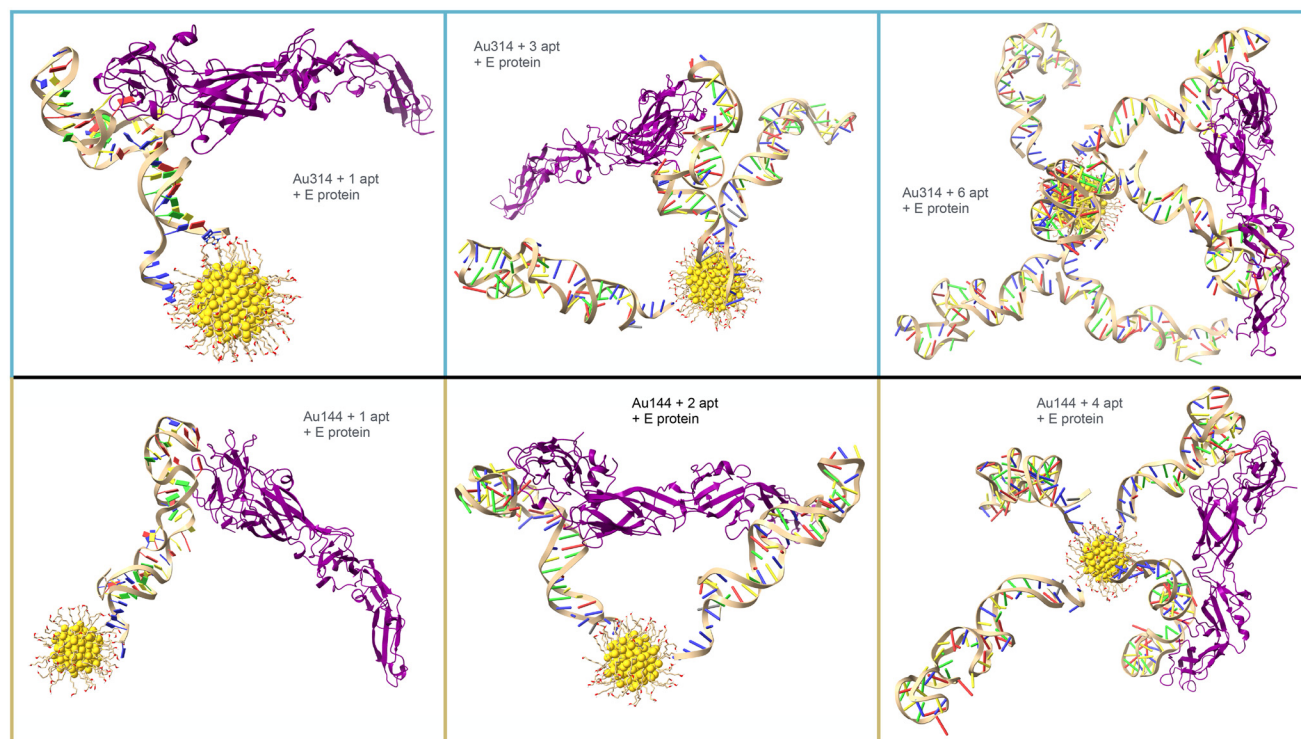 Au314 + 1 apt
+ E protein
Au314 + 3 apt
+ E protein
Au314 + 6 apt
+ E protein
Au144 + 1 apt
+ E protein
Au144 + 2 apt
+ E protein
Au144 + 4 apt
+ E protein